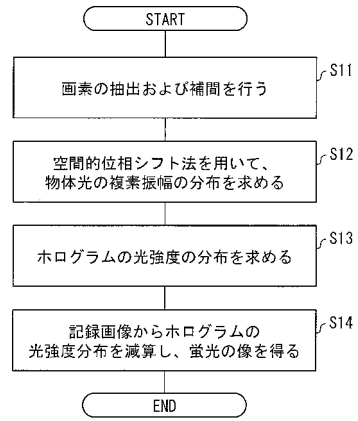 START
S11
画素の抽出および補間を行う
S12
空間的位相シフト法を用いて、
物体光の複素振幅の分布を求める
S13
ホログラムの光強度の分布を求める
S14
記録画像からホログラムの
光強度分布を減算し、蛍光の像を得る
END